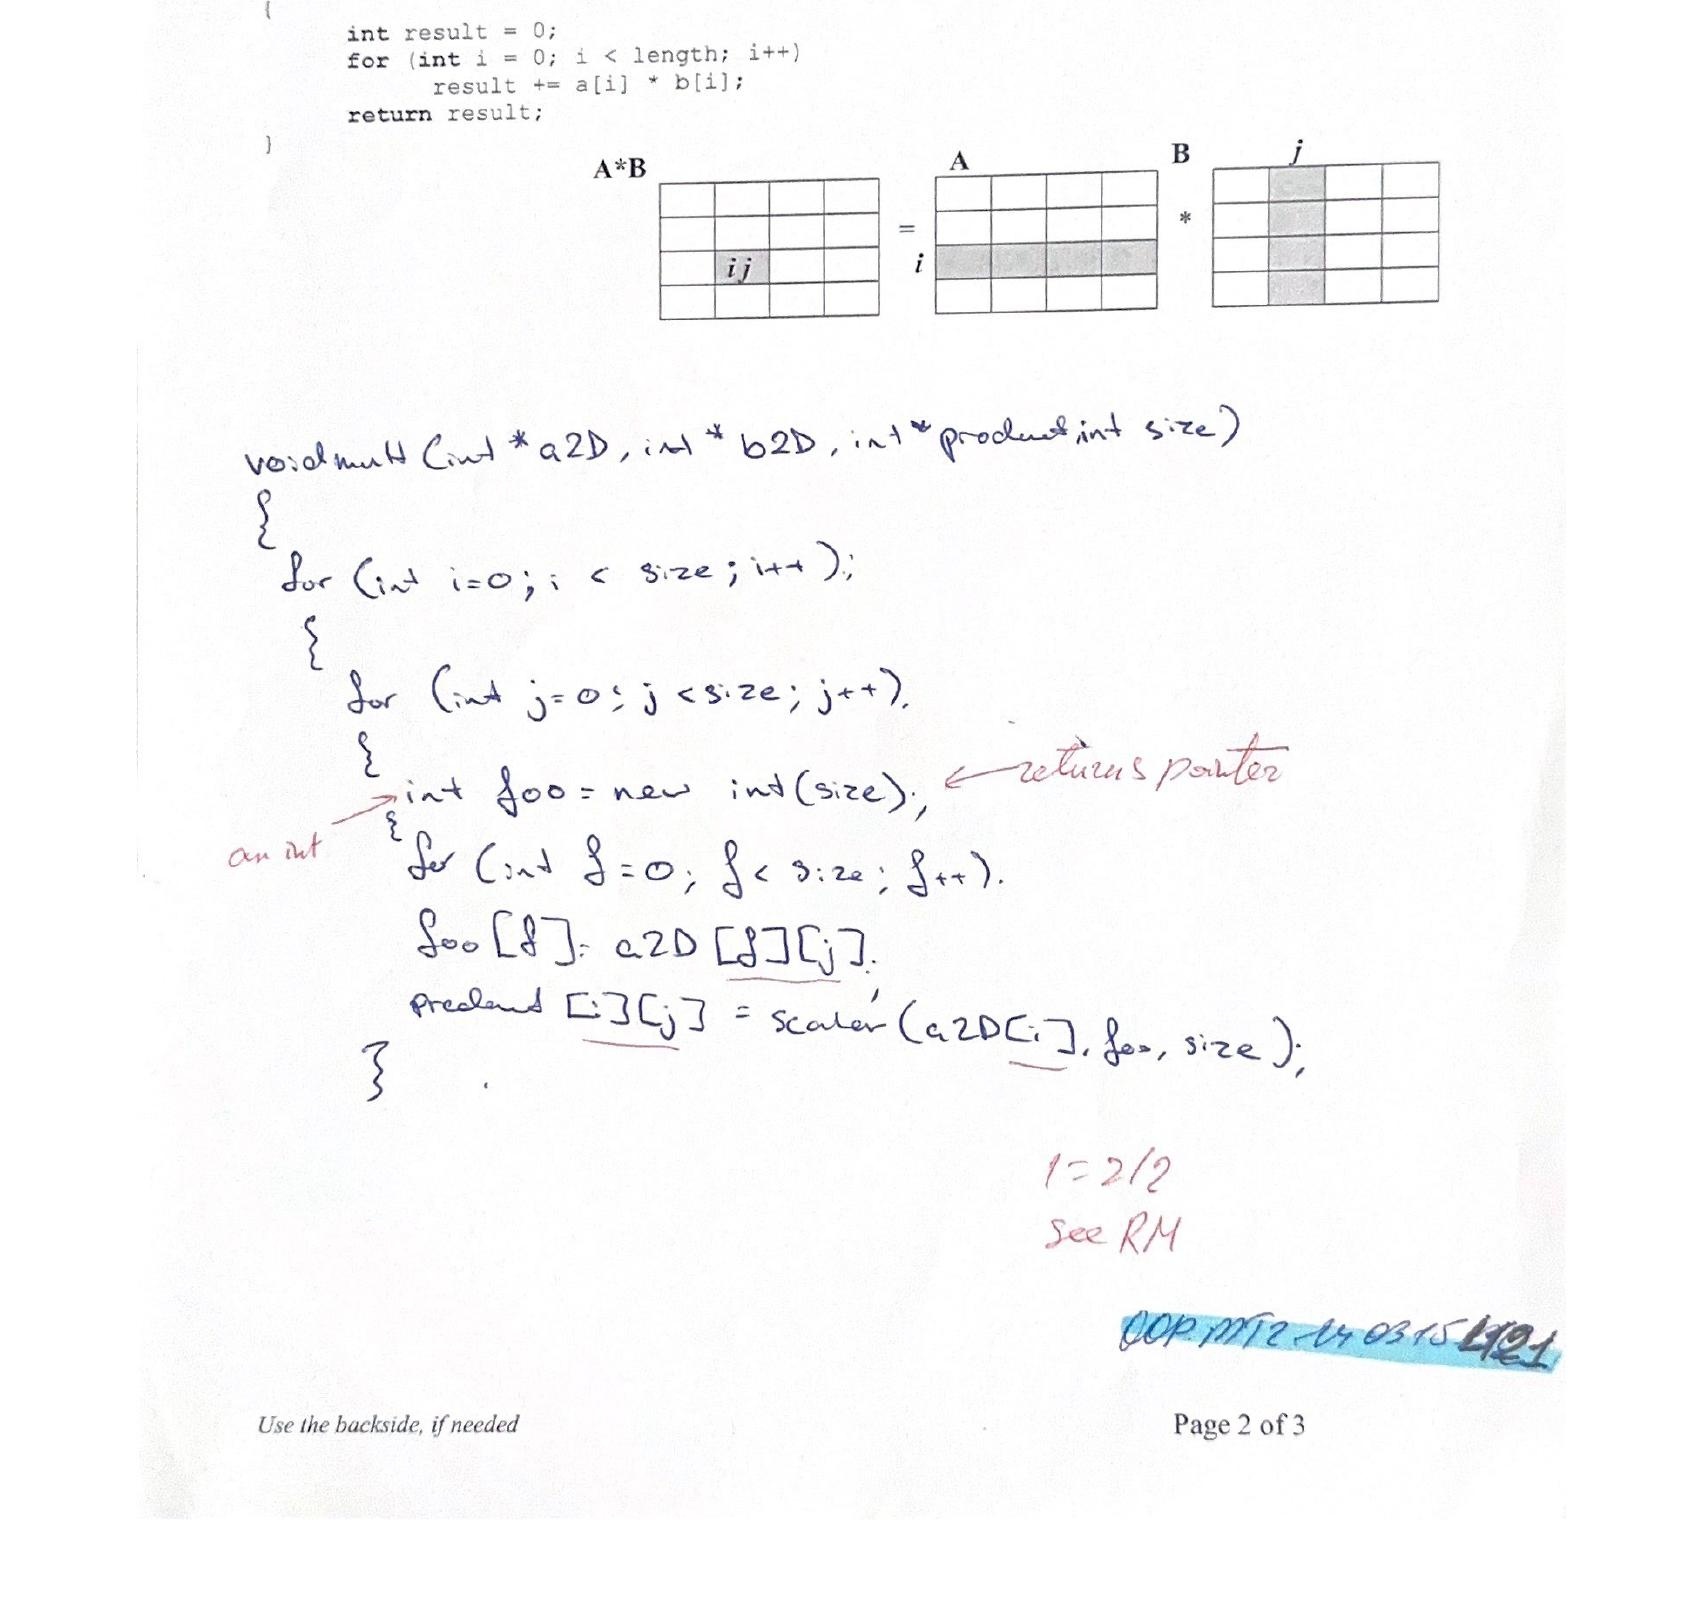 {
int result = 0;
for (int i = 0; i < length; i++)
result += a[i] * b[i];
return result;
}
A*B
A
B
j
=
*
i
ij
void mult (int * a2D, int * b2D, int * product, int size)
{
for (int i=0; i < size; i++);
{
for (int j=0; j < size; j++).
{
int foo = new int(size);
returns pointer
an int
{
for (int f=0; f < size; f++).
foo [f] = a2D [f][j];
product [i][j] = scalar (a2D[i], foo, size);
}
1=2/2
see RM
OOP MT2 14 03 15
Use the backside, if needed
Page 2 of 3